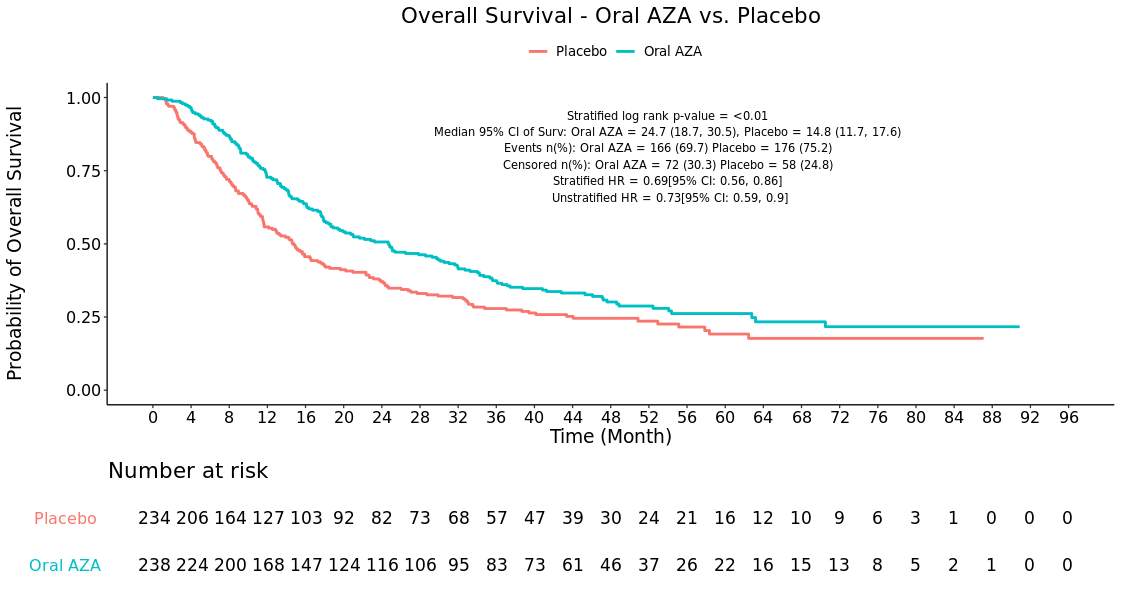 Overall Survival - Oral AZA vs. Placebo
Placebo Oral AZA
Probability of Overall Survival
1.00
0.75
0.50
0.25
0.00
Stratified log rank p-value = <0.01
Median 95% CI of Surv: Oral AZA = 24.7 (18.7, 30.5), Placebo = 14.8 (11.7, 17.6)
Events n(%): Oral AZA = 166 (69.7) Placebo = 176 (75.2)
Censored n(%): Oral AZA = 72 (30.3) Placebo = 58 (24.8)
Stratified HR = 0.69[95% CI: 0.56, 0.86]
Unstratified HR = 0.73[95% CI: 0.59, 0.9]
0 4 8 12 16 20 24 28 32 36 40 44 48 52 56 60 64 68 72 76 80 84 88 92 96
Time (Month)
Number at risk
Placebo 234 206 164 127 103 92 82 73 68 57 47 39 30 24 21 16 12 10 9 6 3 1 0 0 0
Oral AZA 238 224 200 168 147 124 116 106 95 83 73 61 46 37 26 22 16 15 13 8 5 2 1 0 0